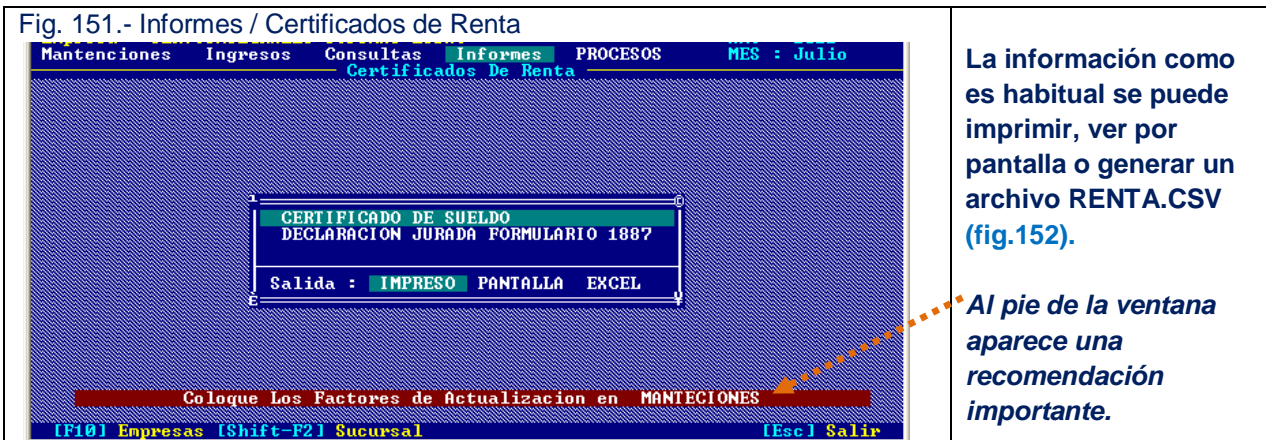 Fig. 151.- Informes / Certificados de Renta
Mantenciones Ingresos Consultas Informes PROCESOS MES : Julio
Certificados De Renta
CERTIFICADO DE SUELDO
DECLARACION JURADA FORMULARIO 1887
Salida : IMPRESO PANTALLA EXCEL
Coloque Los Factores de Actualizacion en MANTECIONES
[F10] Empresas [Shift-F2] Sucursal [Esc] Salir
La información como
es habitual se puede
imprimir, ver por
pantalla o generar un
archivo RENTA.CSV
(fig.152).
Al pie de la ventana
aparece una
recomendación
importante.